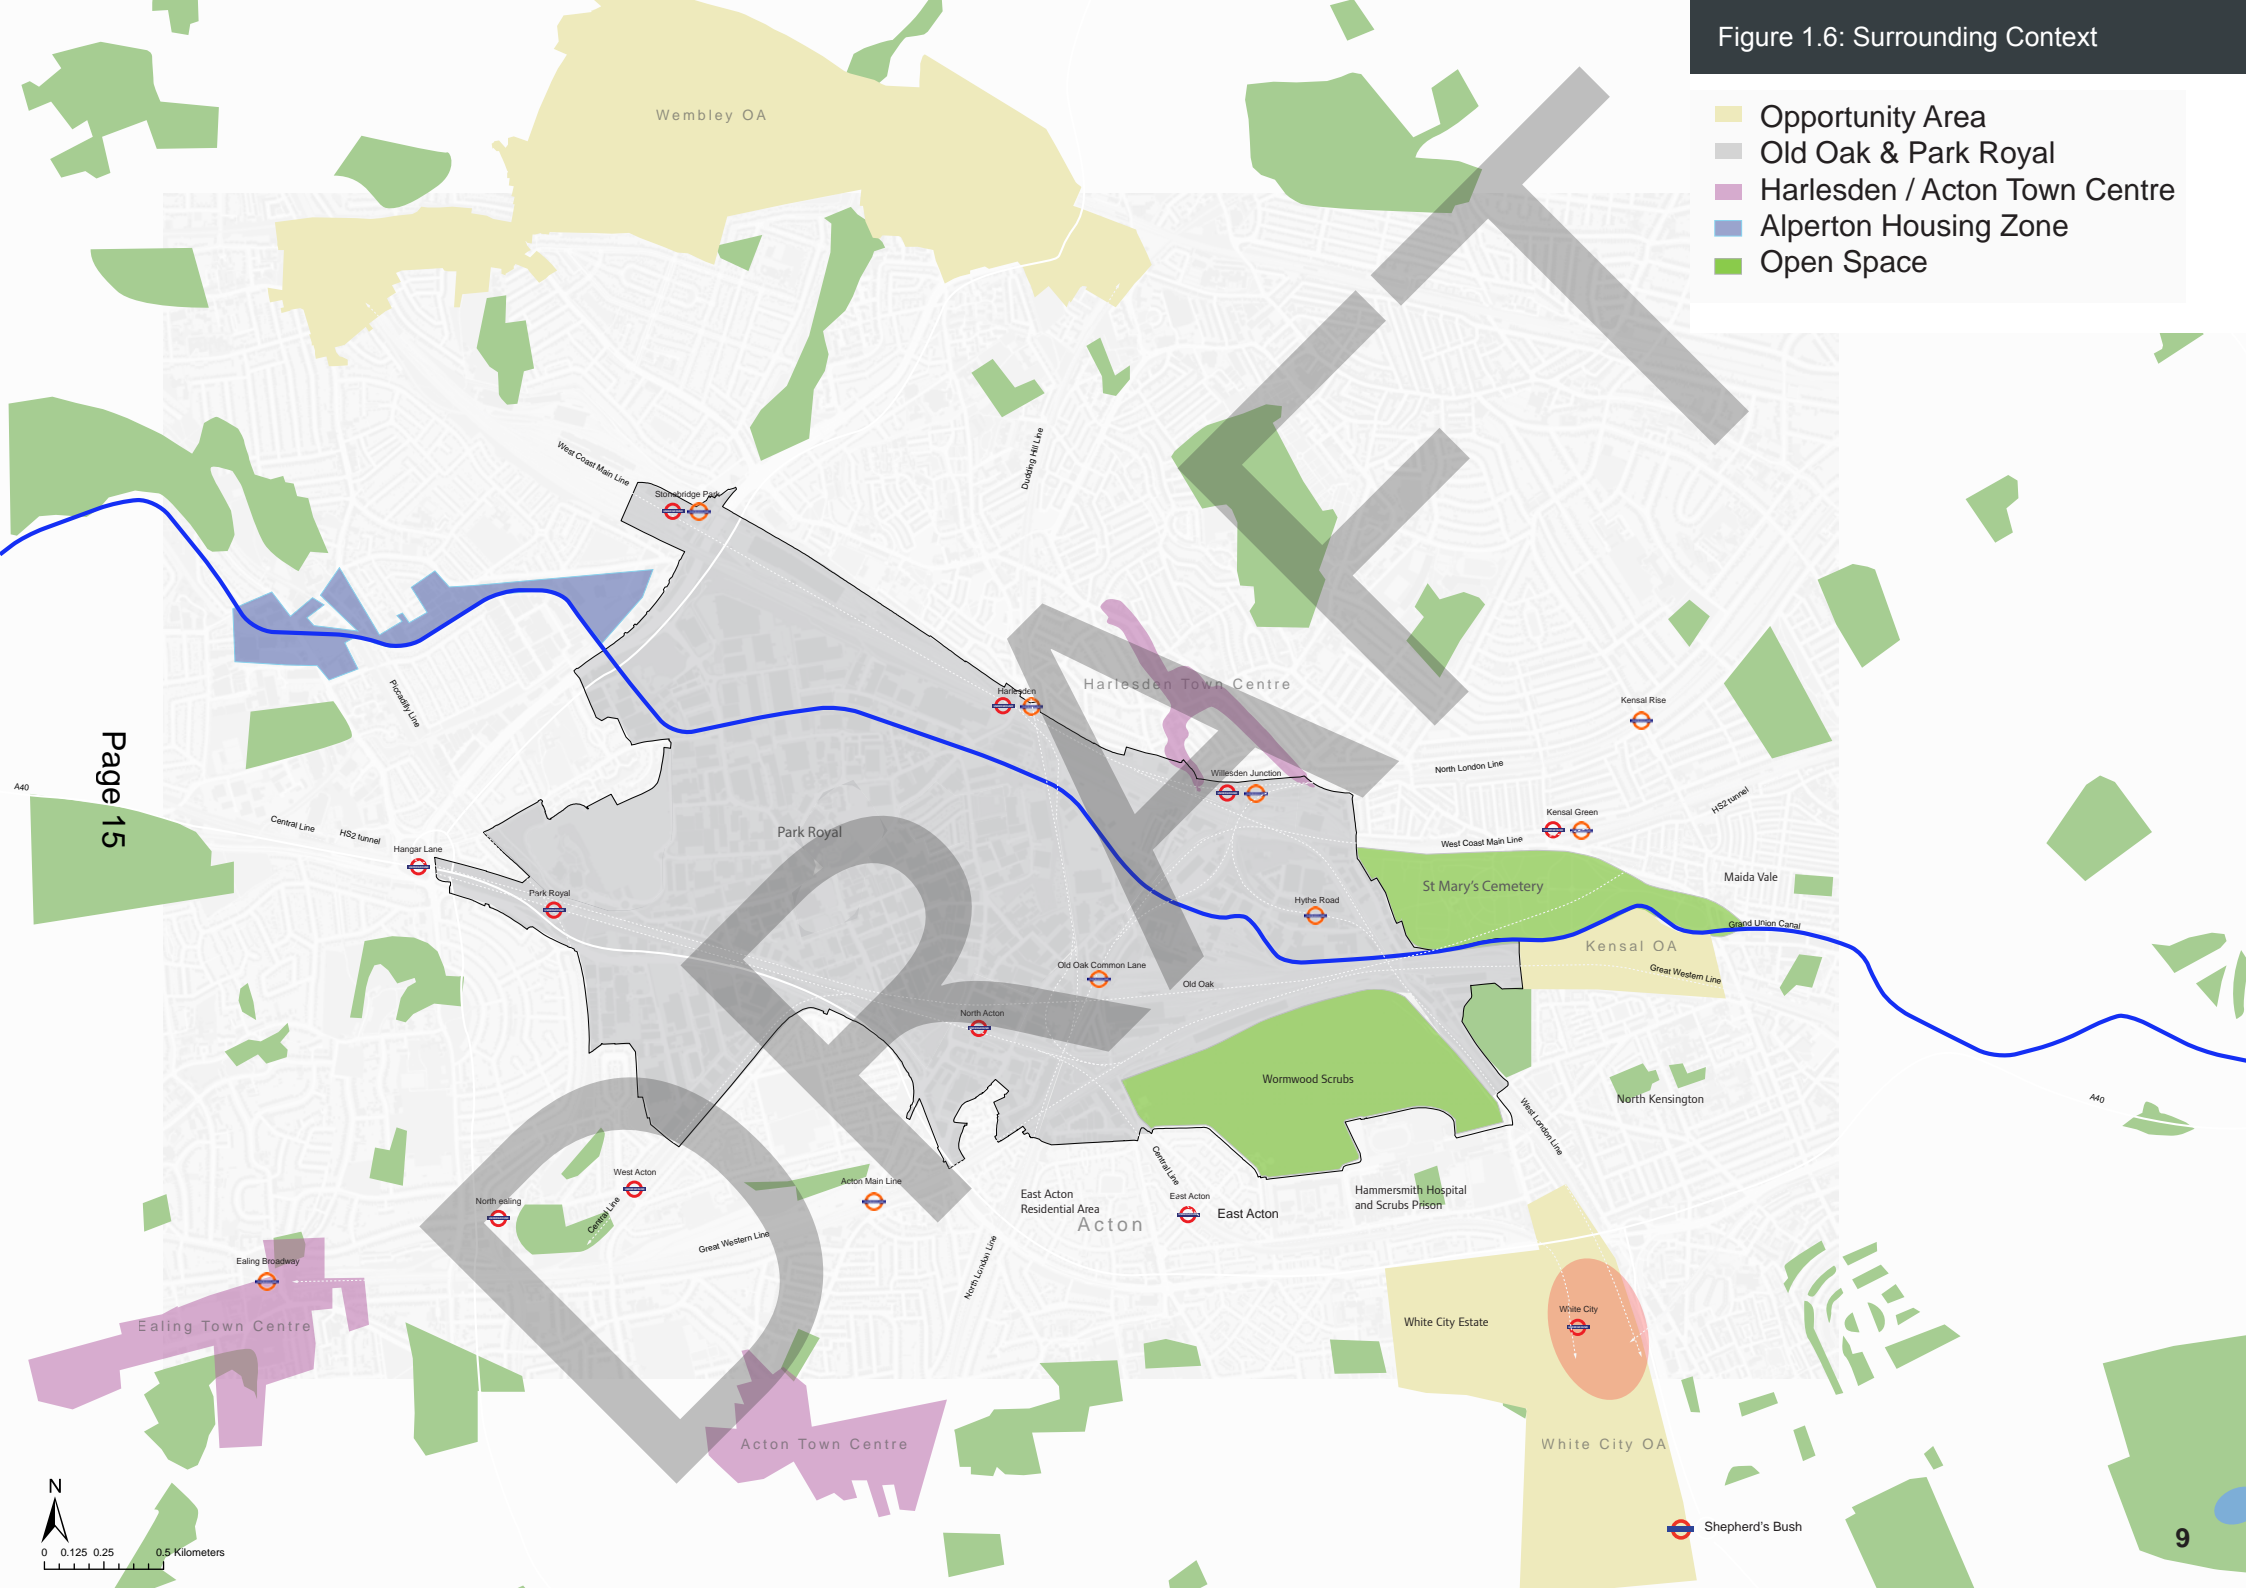 Figure 1.6: Surrounding Context
Opportunity Area
Old Oak & Park Royal
Harlesden / Acton Town Centre
Alperton Housing Zone
Open Space
Wembley OA
West Coast Main Line
Stonebridge Park
Dudding Hill Line
Piccadilly Line
Harlesden
Harlesden Town Centre
Willesden Junction
Kensal Rise
North London Line
HS2 tunnel
Kensal Green
West Coast Main Line
Page 15
A40
Central Line
HS2 tunnel
Hangar Lane
Park Royal
Park Royal
St Mary's Cemetery
Maida Vale
Hythe Road
Grand Union Canal
Kensal OA
Great Western Line
Old Oak Common Lane
Old Oak
North Acton
Wormwood Scrubs
North Kensington
A40
West London Line
Central Line
West Acton
North ealing
Central Line
Acton Main Line
Great Western Line
North London Line
East Acton
Residential Area
Acton
East Acton
East Acton
Hammersmith Hospital
and Scrubs Prison
Ealing Broadway
Ealing Town Centre
White City Estate
White City
Acton Town Centre
White City OA
Shepherd's Bush
N
0 0.125 0.25 0.5 Kilometers
9
DRAFT